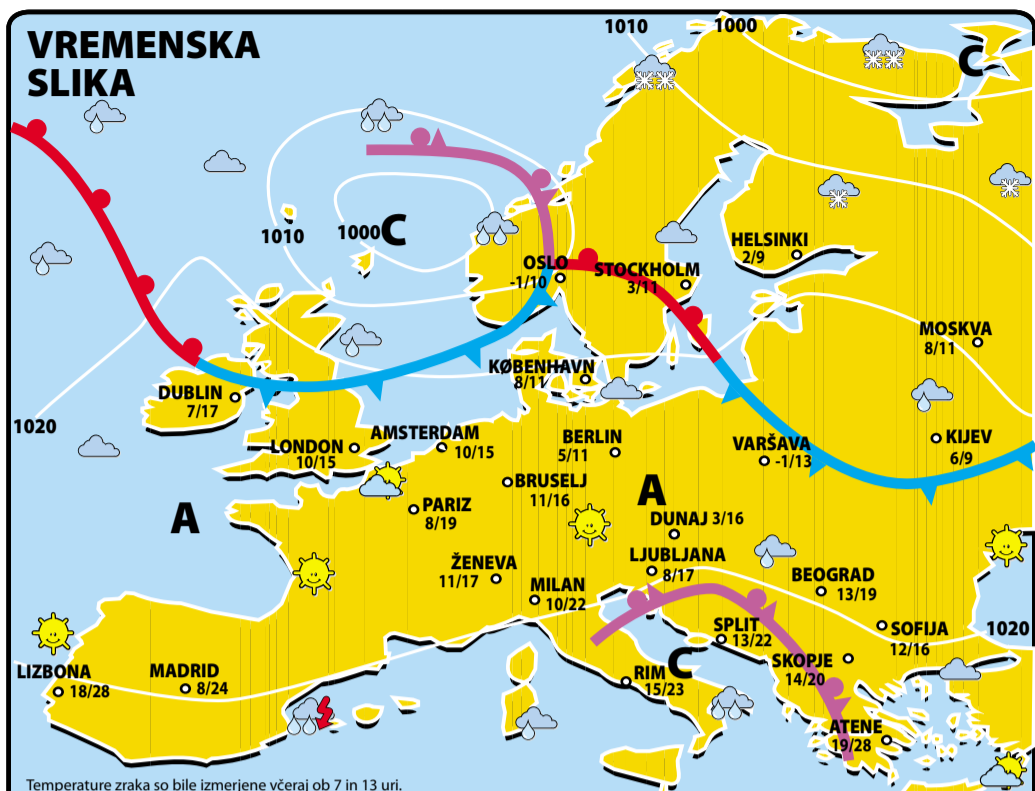 VREMENSKA
SLIKA
1010
1000
C
1010
1000
C
OSLO
-1/10
STOCKHOLM
3/11
HELSINKI
2/9
MOSKVA
8/11
KØBENHAVN
8/11
DUBLIN
7/17
1020
LONDON
10/15
AMSTERDAM
10/15
BERLIN
5/11
VARŠAVA
-1/13
KIJEV
6/9
BRUSELJ
11/16
A
A
PARIZ
8/19
DUNAJ 3/16
LJUBLJANA
8/17
ŽENEVA
11/17
MILAN
10/22
BEOGRAD
13/19
SPLIT
13/22
SOFIJA
12/16
1020
C
SKOPJE
14/20
LIZBONA
18/28
MADRID
8/24
RIM
15/23
ATENE
19/28
Temperature zraka so bile izmerjene včeraj ob 7 in 13 uri.